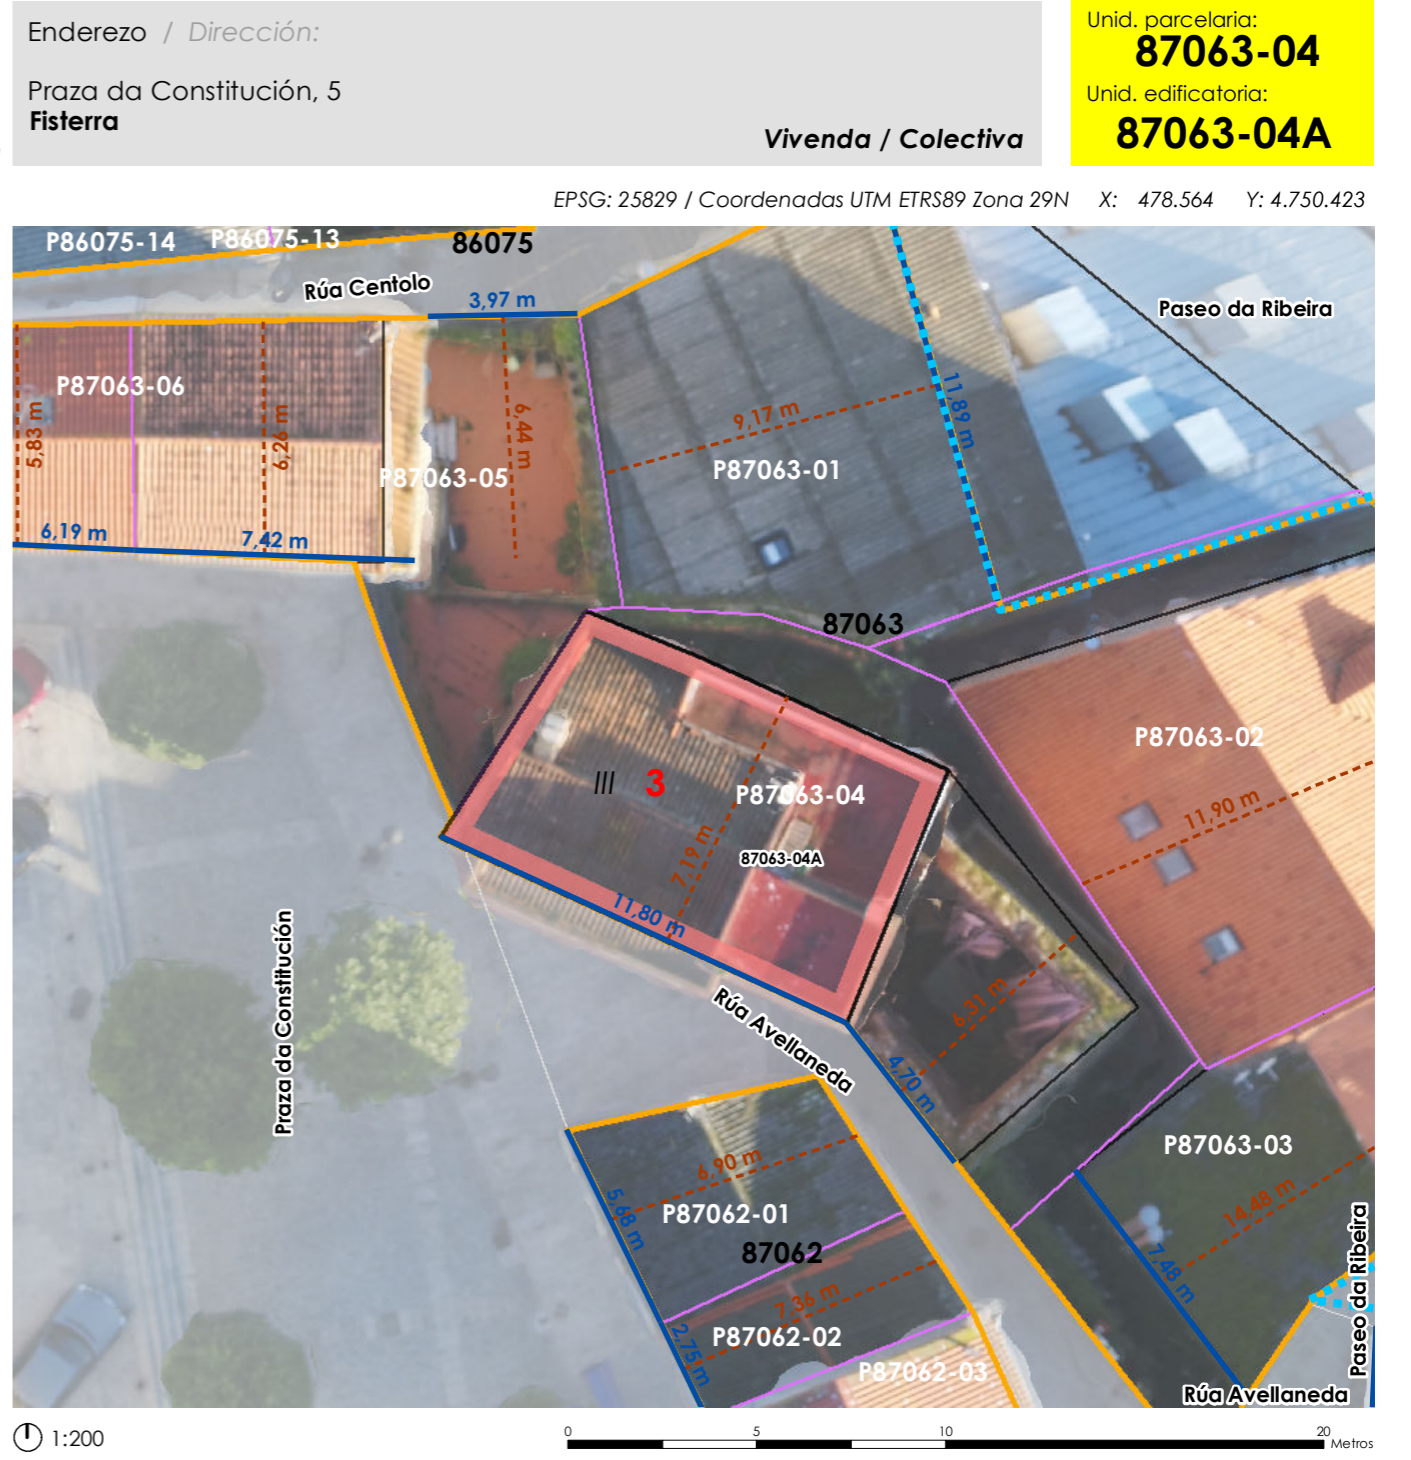 Enderezo / Dirección:
Praza da Constitución, 5
Fisterra
Vivenda / Colectiva
Unid. parcelaria:
87063-04
Unid. edificatoria:
87063-04A
EPSG: 25829 / Coordenadas UTM ETRS89 Zona 29N X: 478.564 Y: 4.750.423
P86075-14
P86075-13
86075
Rúa Centolo
3,97 m
Paseo da Ribeira
P87063-06
5,83 m
6,26 m
6,44 m
9,17 m
11,89 m
P87063-05
P87063-01
6,19 m
7,42 m
87063
P87063-02
III
3
P87063-04
11,90 m
7,19 m
87063-04A
11,80 m
Praza da Constitución
Rúa Avellaneda
6,31 m
4,70 m
P87063-03
6,90 m
5,68 m
P87062-01
14,48 m
87062
7,48 m
Paseo da Ribeira
7,36 m
2,75 m
P87062-02
P87062-03
Rúa Avellaneda
1:200
0 5 10 20
Metros